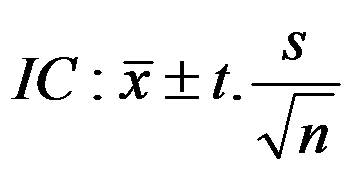 IC : x̄ ± t. s/√n